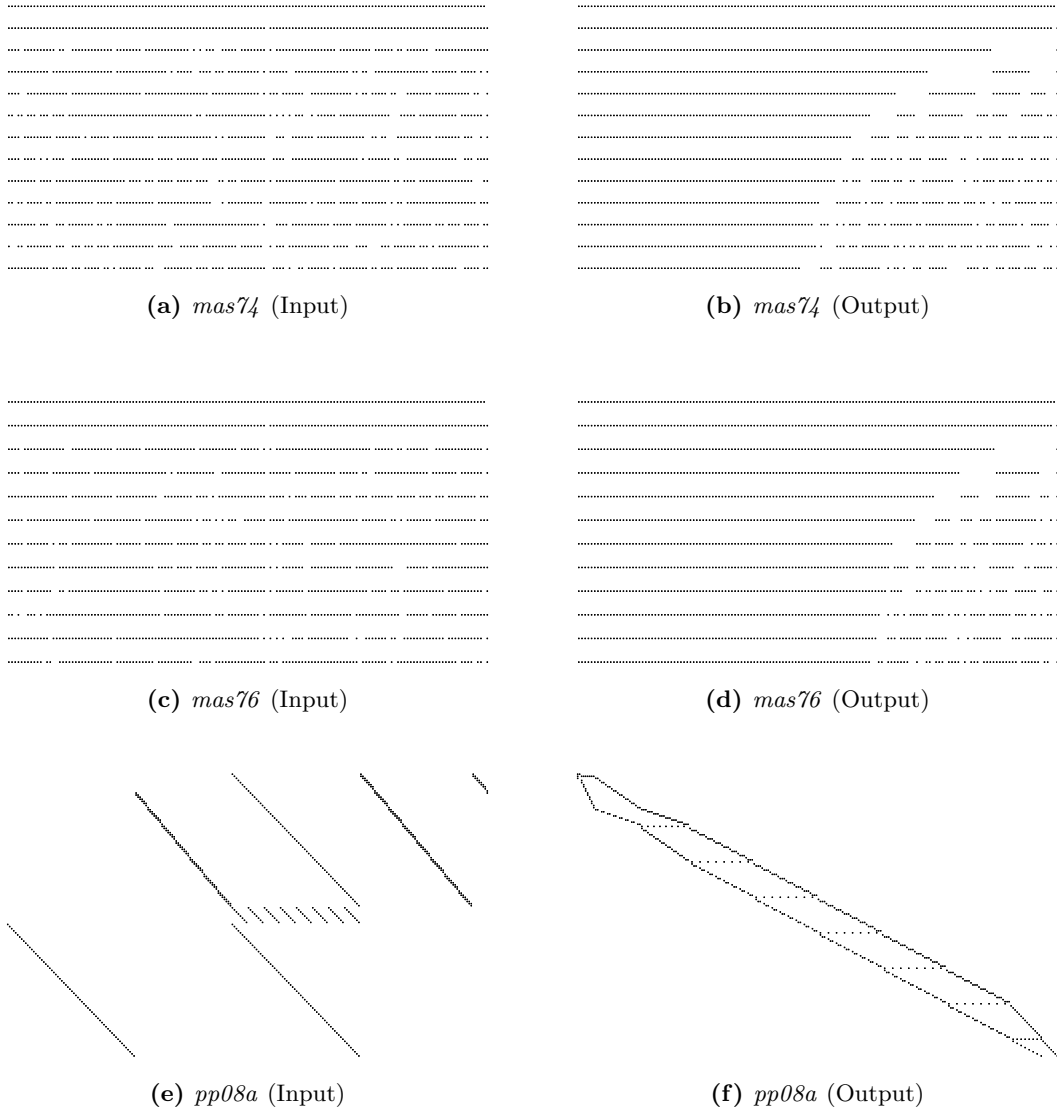 (a) mas74 (Input)
(b) mas74 (Output)
(c) mas76 (Input)
(d) mas76 (Output)
(e) pp08a (Input)
(f) pp08a (Output)